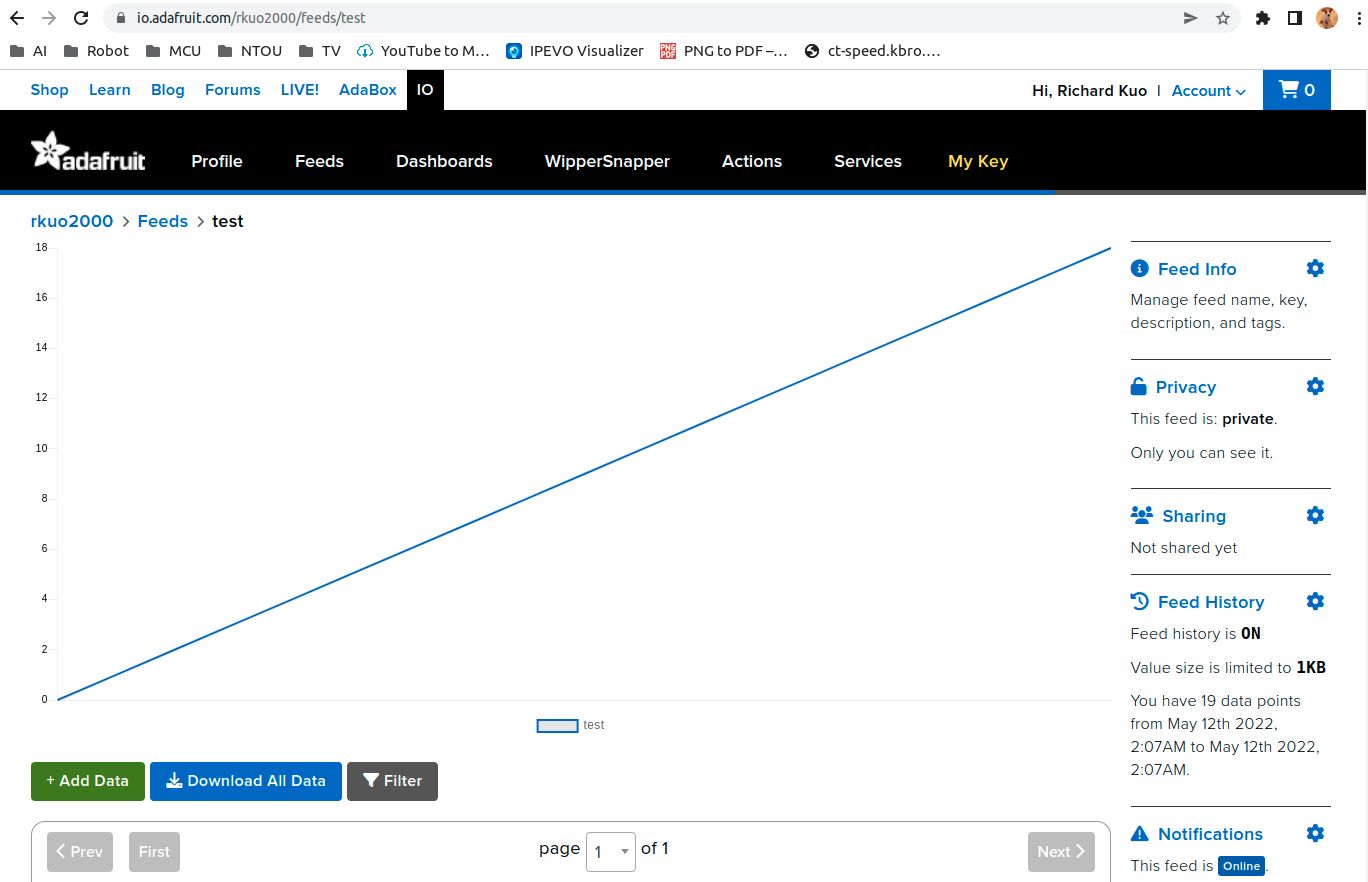 io.adafruit.com/rkuo2000/feeds/test
AI Robot MCU NTOU TV YouTube to M... IPEVO Visualizer PNG to PDF –... ct-speed.kbro....
Shop Learn Blog Forums LIVE! AdaBox IO Hi, Richard Kuo | Account 0
adafruit Profile Feeds Dashboards WipperSnapper Actions Services My Key
rkuo2000 > Feeds > test
18
16
14
12
10
8
6
4
2
0
test
+ Add Data Download All Data Filter
Prev First page 1 of 1 Next
Feed Info
Manage feed name, key,
description, and tags.
Privacy
This feed is: private.
Only you can see it.
Sharing
Not shared yet
Feed History
Feed history is ON
Value size is limited to 1KB
You have 19 data points
from May 12th 2022,
2:07AM to May 12th 2022,
2:07AM.
Notifications
This feed is Online.